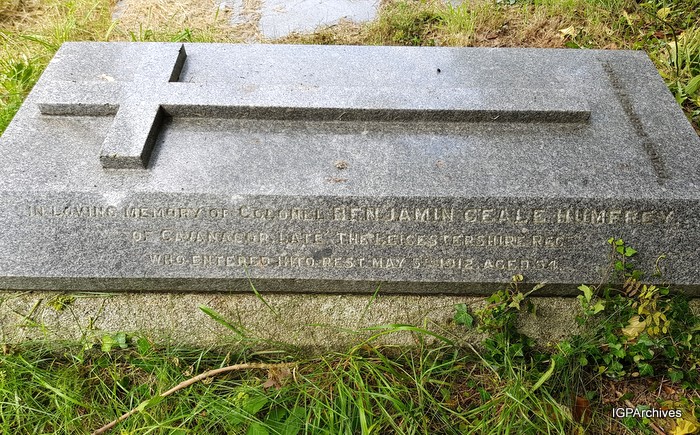 IN LOVING MEMORY OF COLONEL BENJAMIN GEALE HUMFREY
OF CAVANACOR, LATE THE LEICESTERSHIRE REGT
WHO ENTERED INTO REST MAY 1912 AGED
IGPArchives